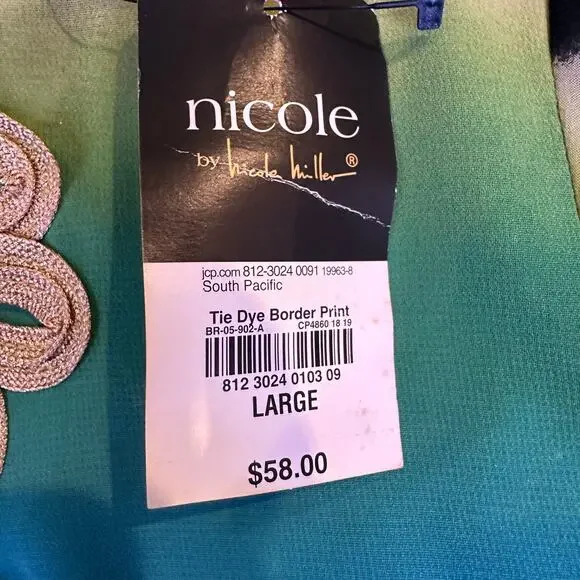 nicole
by nicole miller®
jcp.com 812-3024 0091 19963-8
South Pacific
Tie Dye Border Print
BR-05-902-A CP4860 18 19
812 3024 0103 09
LARGE
$58.00